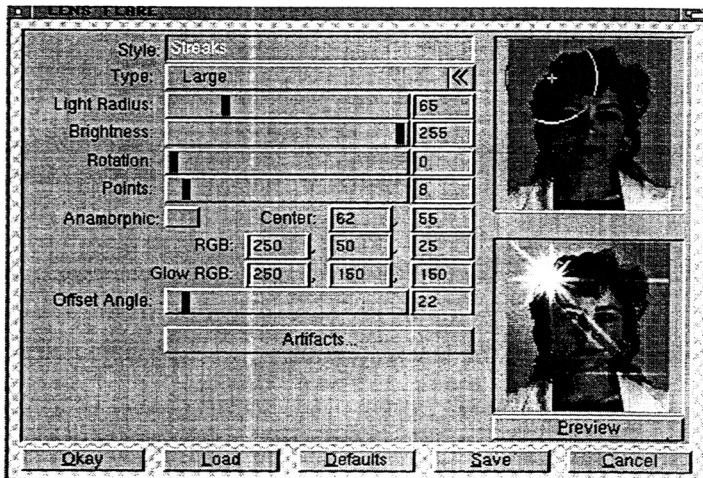 LENS FLARE
Style: Streaks
Type: Large
Light Radius: 65
Brightness: 255
Rotation: 0
Points: 8
Anamorphic: Center: 62, 55
RGB: 250, 50, 25
Glow RGB: 250, 150, 150
Offset Angle: 22
Artifacts...
Preview
Okay Load Defaults Save Cancel